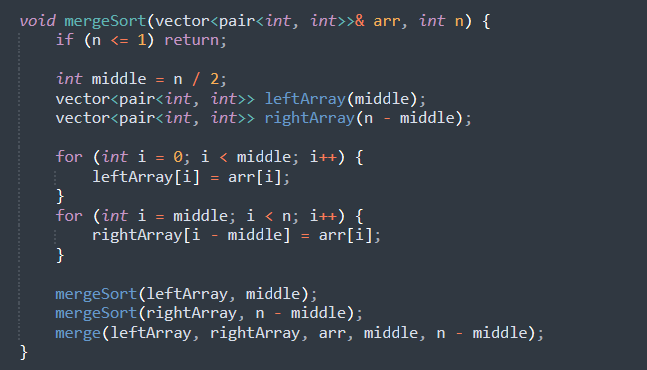 void mergeSort(vector<pair<int, int>>& arr, int n) {
    if (n <= 1) return;

    int middle = n / 2;
    vector<pair<int, int>> leftArray(middle);
    vector<pair<int, int>> rightArray(n - middle);

    for (int i = 0; i < middle; i++) {
        leftArray[i] = arr[i];
    }
    for (int i = middle; i < n; i++) {
        rightArray[i - middle] = arr[i];
    }

    mergeSort(leftArray, middle);
    mergeSort(rightArray, n - middle);
    merge(leftArray, rightArray, arr, middle, n - middle);
}